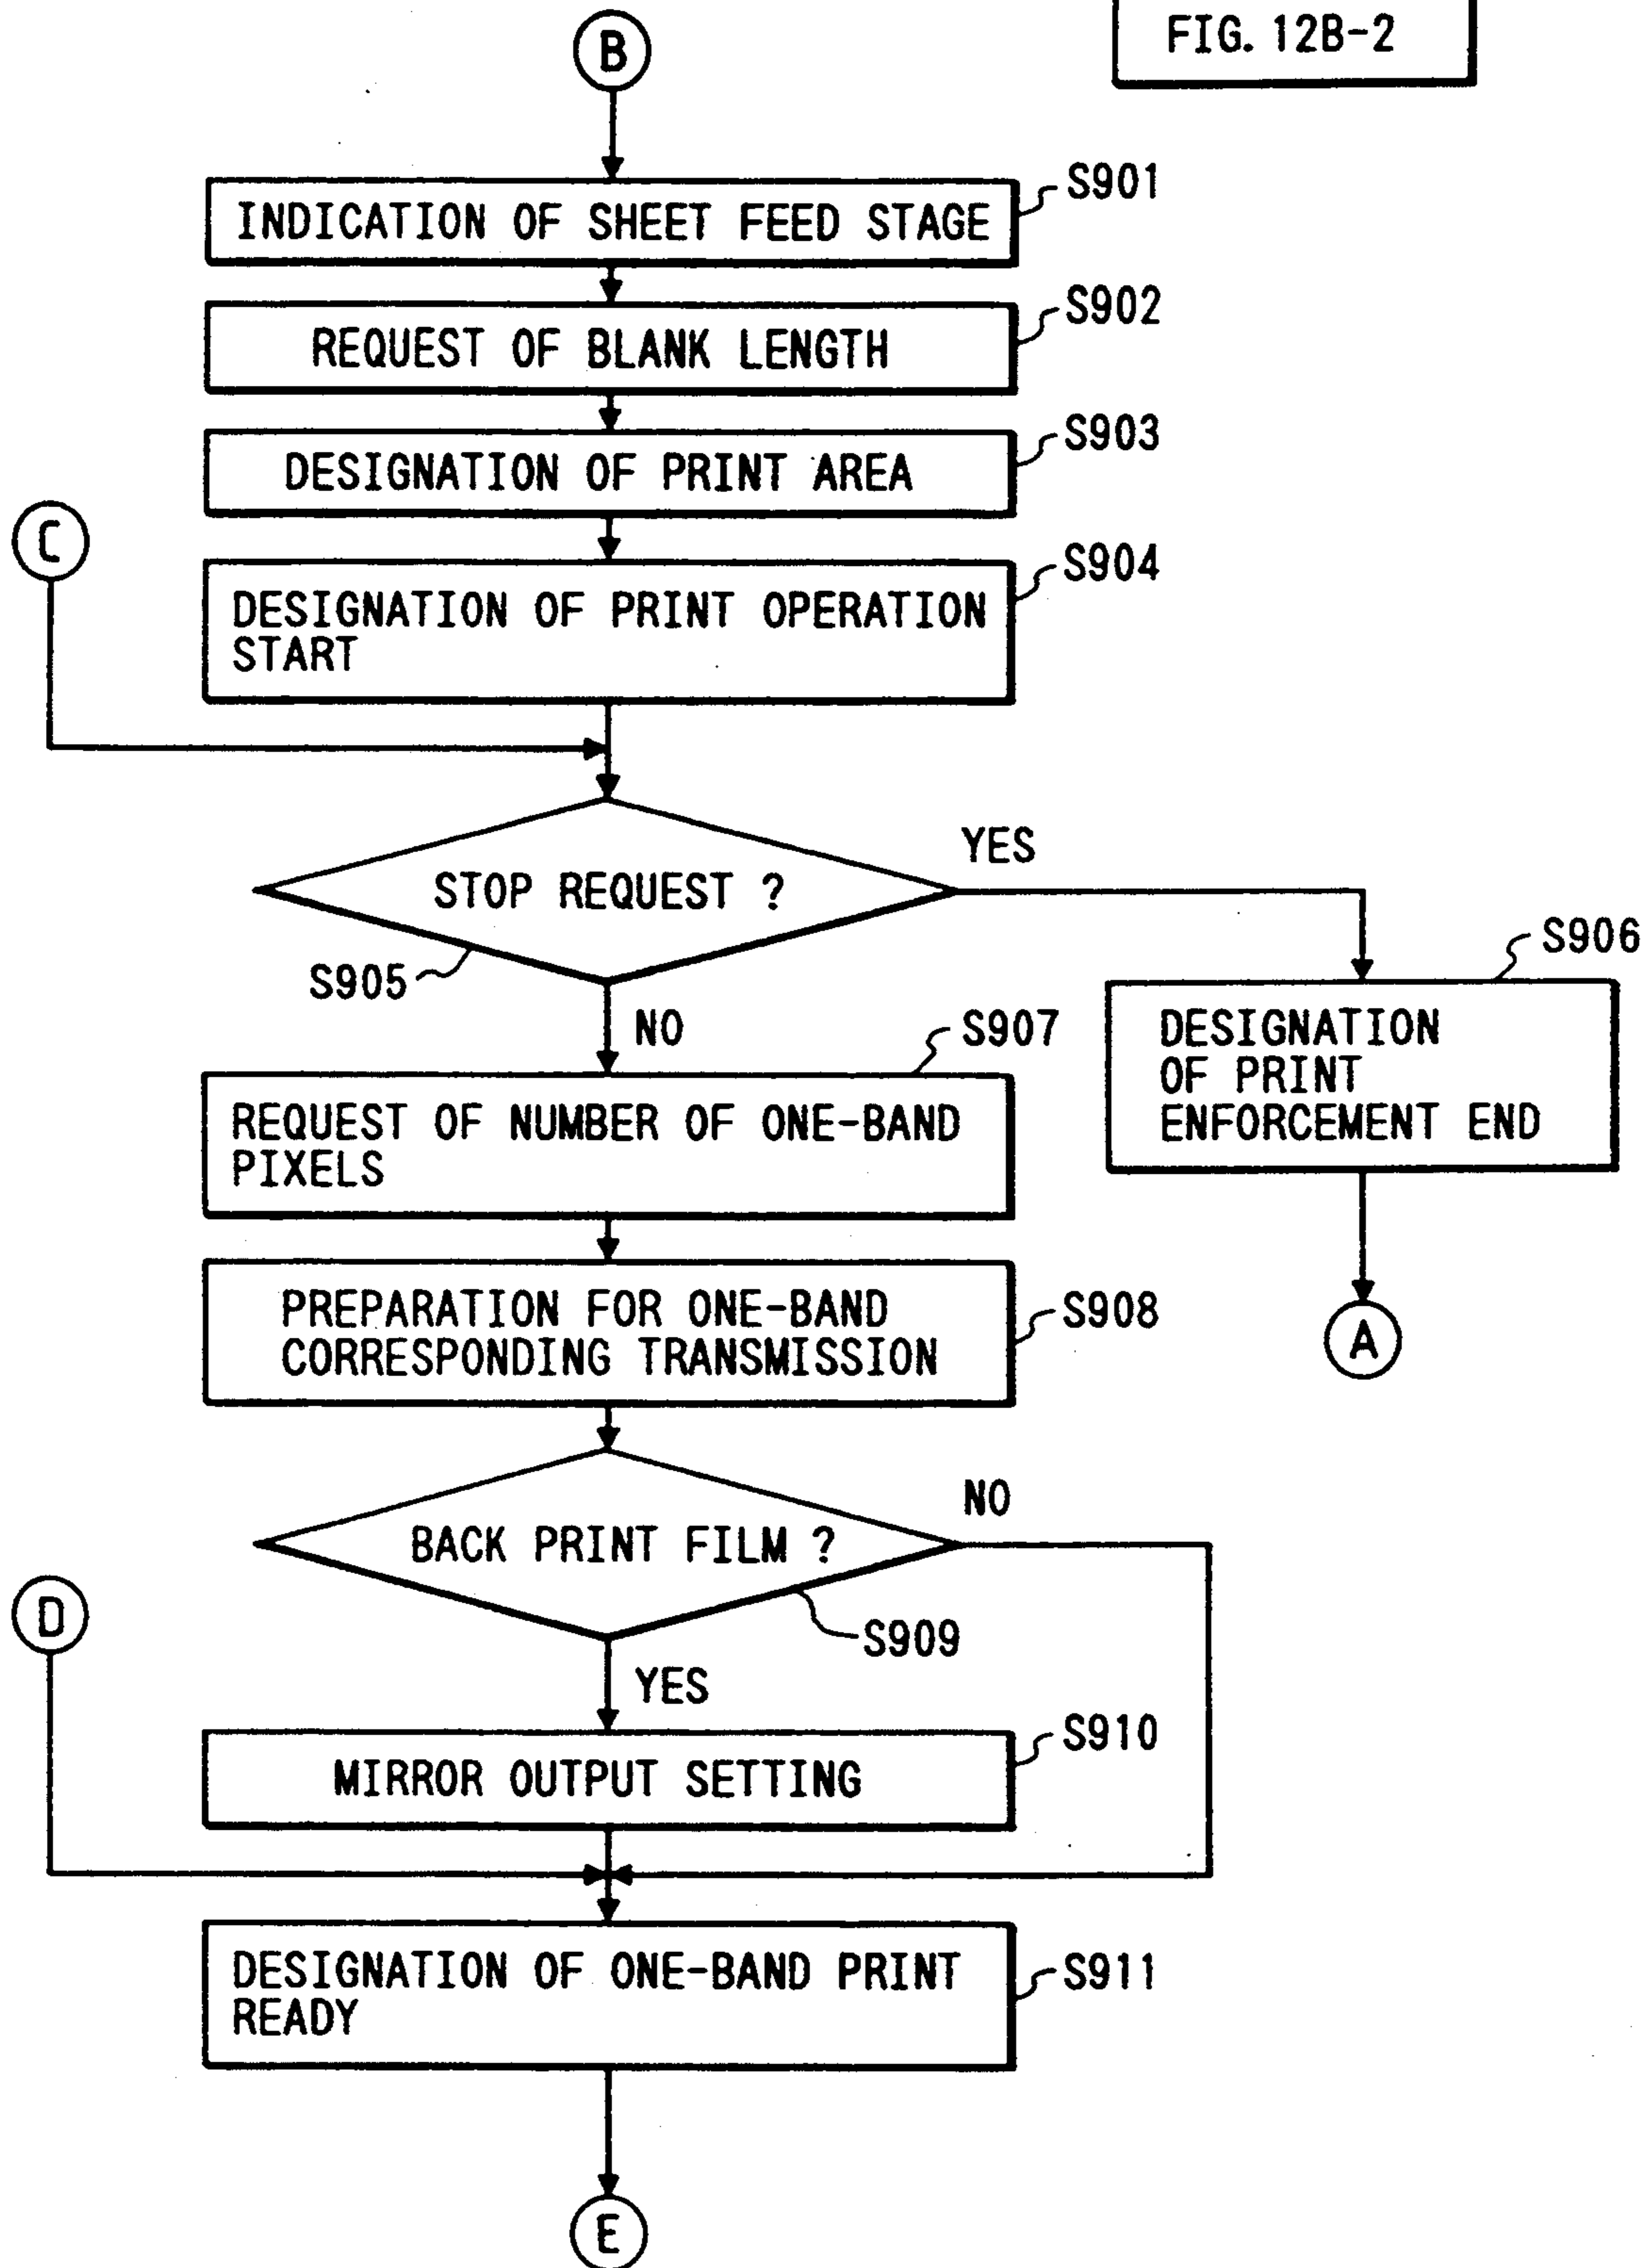 FIG. 12B-2
B
S901
INDICATION OF SHEET FEED STAGE
S902
REQUEST OF BLANK LENGTH
S903
DESIGNATION OF PRINT AREA
C
S904
DESIGNATION OF PRINT OPERATION
START
YES
STOP REQUEST ?
S905
S906
NO
S907
DESIGNATION
OF PRINT
ENFORCEMENT END
REQUEST OF NUMBER OF ONE-BAND
PIXELS
PREPARATION FOR ONE-BAND
CORRESPONDING TRANSMISSION
S908
A
NO
BACK PRINT FILM ?
D
S909
YES
S910
MIRROR OUTPUT SETTING
DESIGNATION OF ONE-BAND PRINT
READY
S911
E